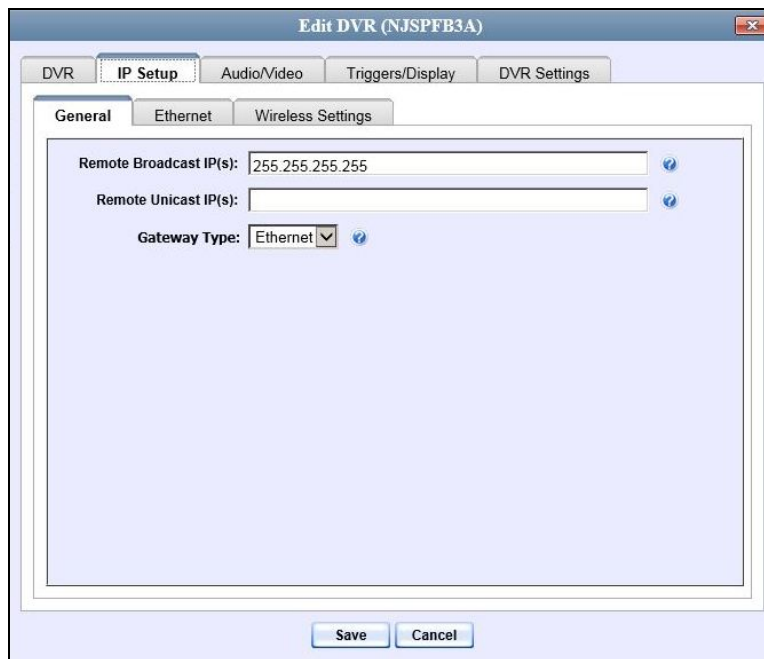 Edit DVR (NJSPFB3A)
DVR IP Setup Audio/Video Triggers/Display DVR Settings
General Ethernet Wireless Settings
Remote Broadcast IP(s): 255.255.255.255
Remote Unicast IP(s):
Gateway Type: Ethernet
Save Cancel